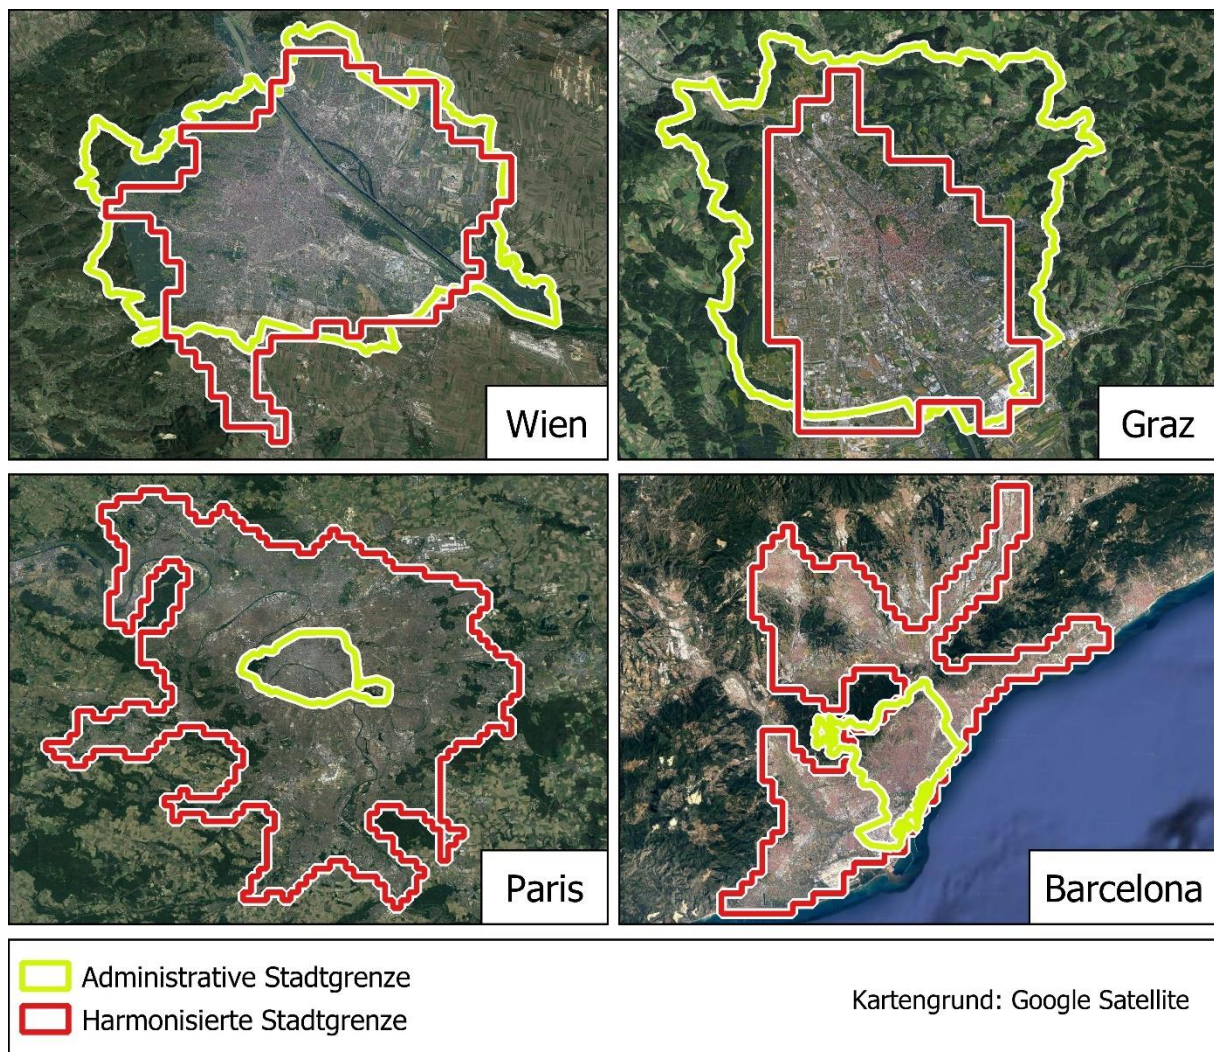 Wien
Graz
Paris
Barcelona
Administrative Stadtgrenze
Harmonisierte Stadtgrenze
Kartengrund: Google Satellite